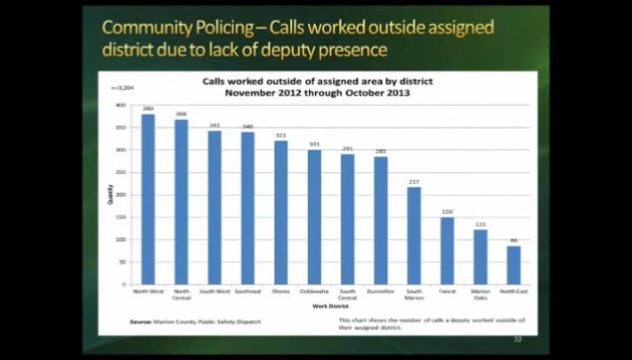 Community Policing – Calls worked outside assigned
district due to lack of deputy presence
Calls worked outside of assigned area by district
November 2012 through October 2013
n=3,204
400
350
300
250
200
150
100
50
0
Quantity
380
368
343
340
321
301
291
285
217
150
122
86
North West
North Central
South West
Southeast
Shores
Ocklawaha
South Central
Dunnellon
South Marion
Forest
Marion Oaks
North East
Work District
Source: Marion County Public Safety Dispatch
This chart shows the number of calls a deputy worked outside of
their assigned district.
22